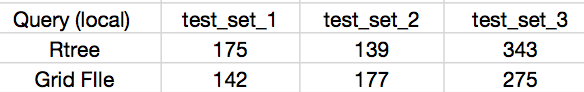 Query (local) test_set_1 test_set_2 test_set_3
Rtree 175 139 343
Grid FIle 142 177 275